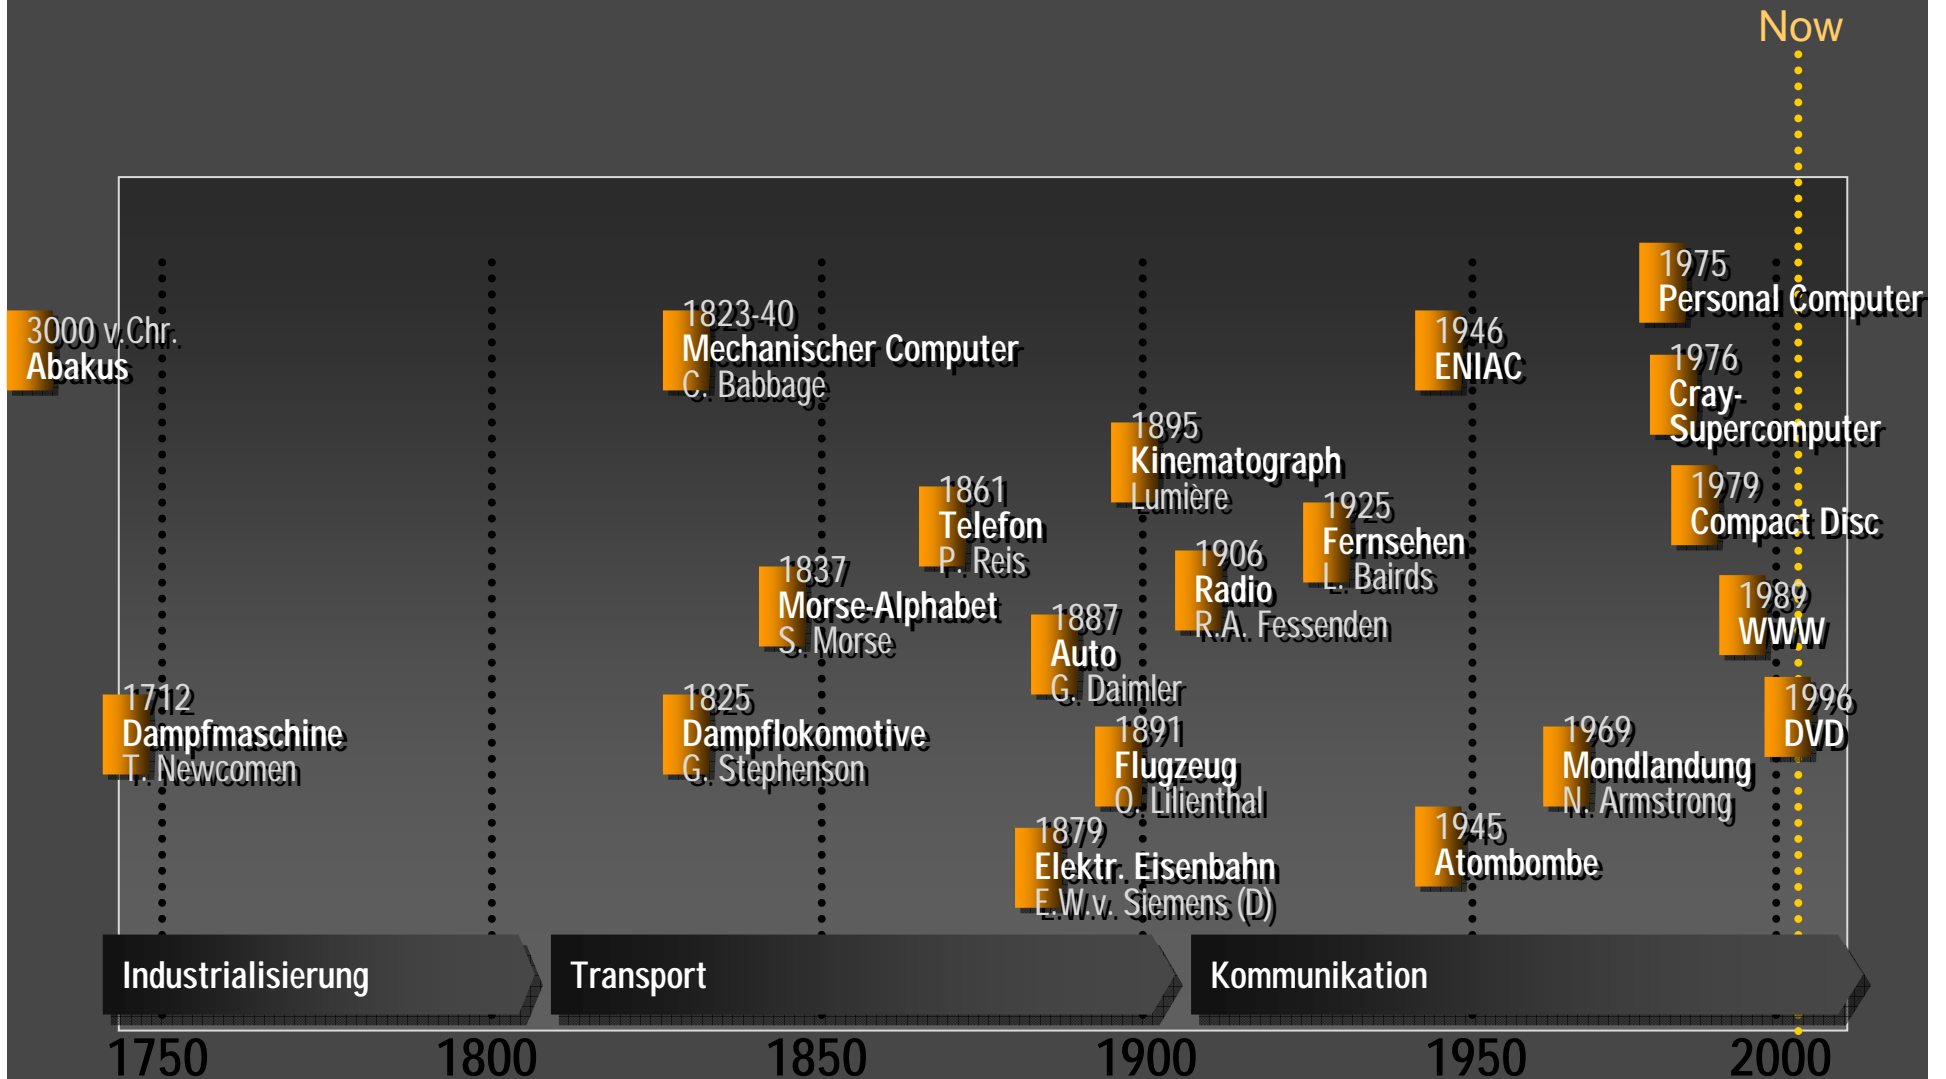 Now
3000 v.Chr.
Abakus
1712
Dampfmaschine
T. Newcomen
1823-40
Mechanischer Computer
C. Babbage
1825
Dampflokomotive
G. Stephenson
1837
Morse-Alphabet
S. Morse
1861
Telefon
P. Reis
1879
Elektr. Eisenbahn
E.W.v. Siemens (D)
1887
Auto
G. Daimler
1891
Flugzeug
O. Lilienthal
1895
Kinematograph
Lumière
1906
Radio
R.A. Fessenden
1925
Fernsehen
L. Bairds
1945
Atombombe
1946
ENIAC
1969
Mondlandung
N. Armstrong
1975
Personal Computer
1976
Cray-
Supercomputer
1979
Compact Disc
1989
WWW
1996
DVD
Industrialisierung
Transport
Kommunikation
1750
1800
1850
1900
1950
2000